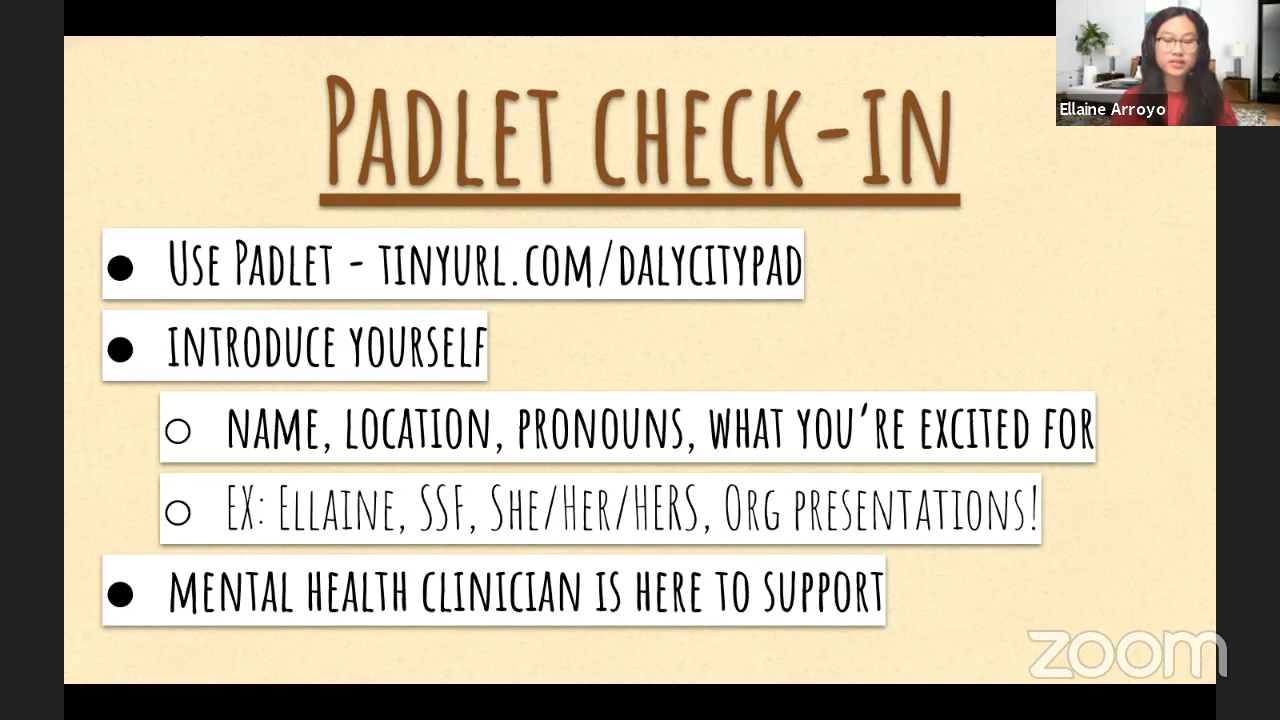 Padlet check-in
Ellaine Arroyo
● Use Padlet - tinyurl.com/dalycitypad
● introduce yourself
○ name, location, pronouns, what you're excited for
○ EX: Ellaine, SSF, She/Her/Hers, Org presentations!
● mental health clinician is here to support
zoom